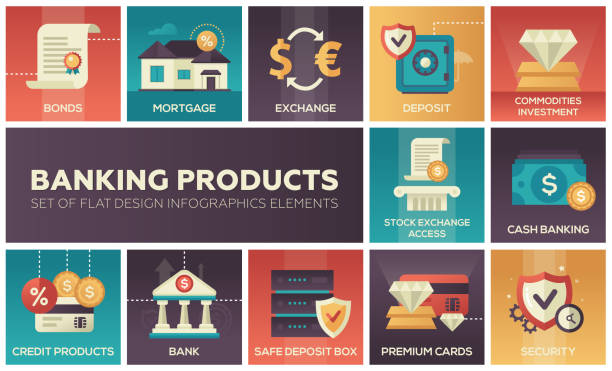 BONDS
MORTGAGE
$ €
EXCHANGE
DEPOSIT
COMMODITIES
INVESTMENT
%
BANKING PRODUCTS
SET OF FLAT DESIGN INFOGRAPHICS ELEMENTS
$
STOCK EXCHANGE
ACCESS
$
$
CASH BANKING
% $ $
CREDIT PRODUCTS
$
BANK
SAFE DEPOSIT BOX
PREMIUM CARDS
SECURITY